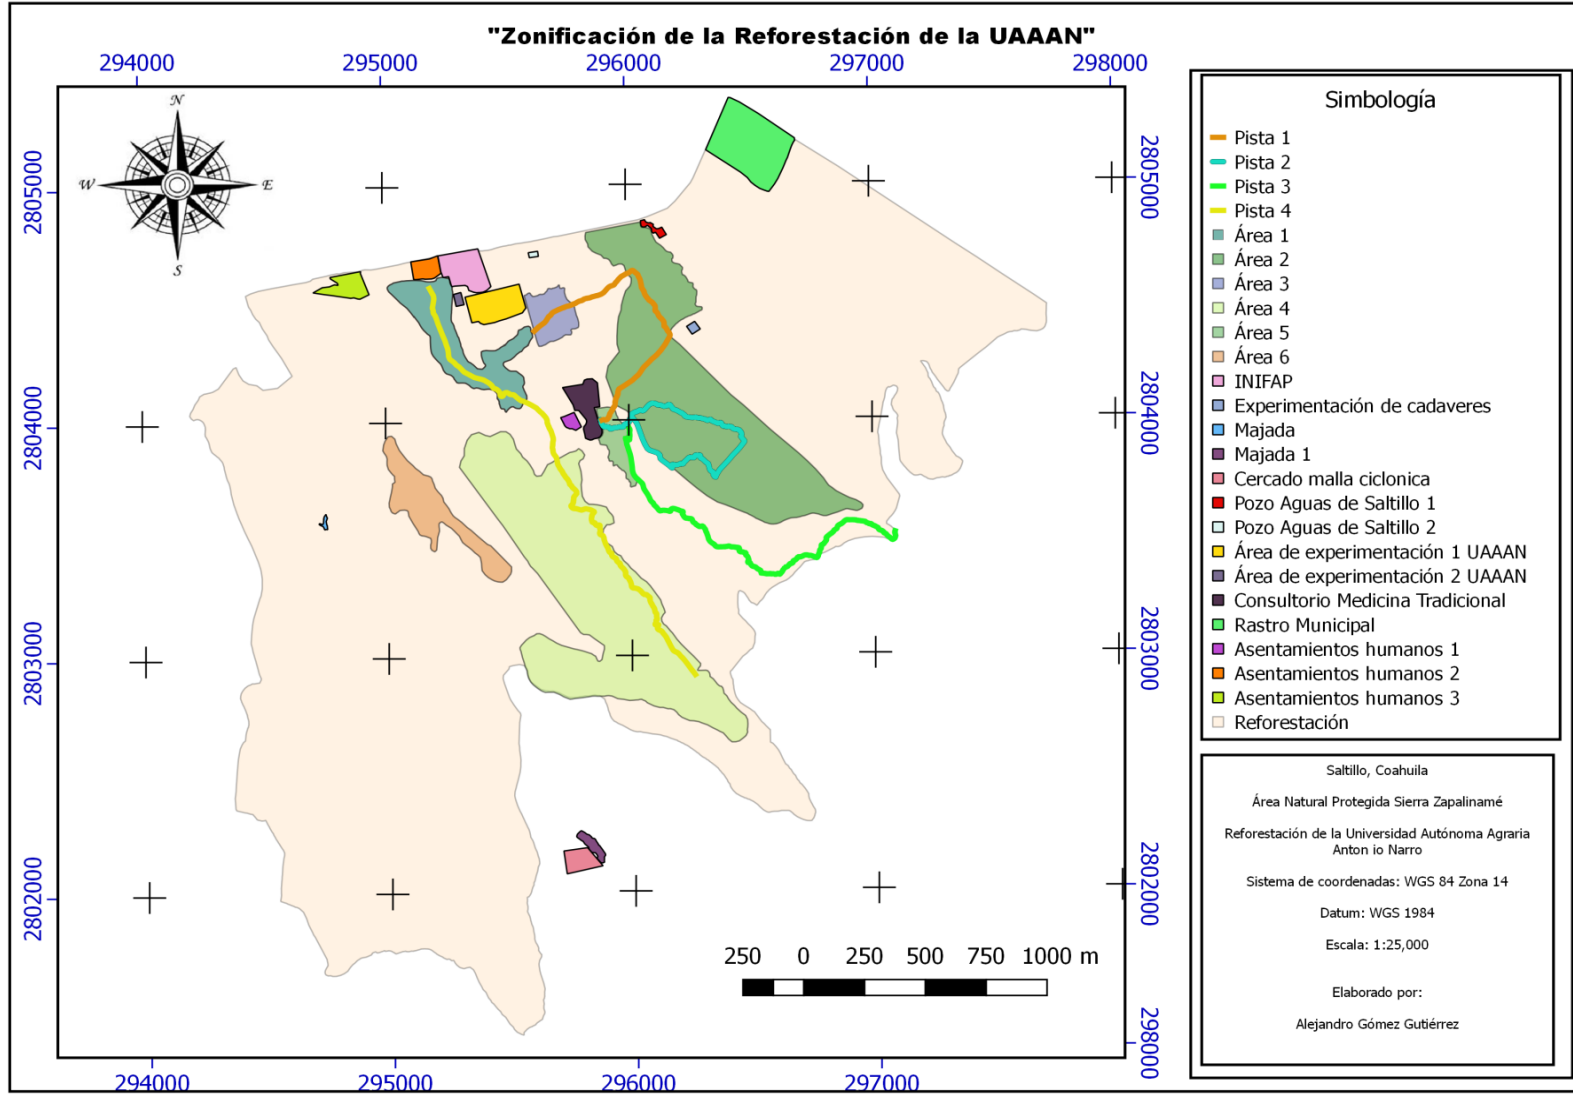 "Zonificación de la Reforestación de la UAAAN"
294000 295000 296000 297000 298000
N
W E
S
2805000
2804000
2803000
2802000
2805000
2804000
2803000
2802000
2980000
250 0 250 500 750 1000 m
294000 295000 296000 297000
Simbología
Pista 1
Pista 2
Pista 3
Pista 4
Área 1
Área 2
Área 3
Área 4
Área 5
Área 6
INIFAP
Experimentación de cadaveres
Majada
Majada 1
Cercado malla ciclonica
Pozo Aguas de Saltillo 1
Pozo Aguas de Saltillo 2
Área de experimentación 1 UAAAN
Área de experimentación 2 UAAAN
Consultorio Medicina Tradicional
Rastro Municipal
Asentamientos humanos 1
Asentamientos humanos 2
Asentamientos humanos 3
Reforestación
Saltillo, Coahuila
Área Natural Protegida Sierra Zapalinamé
Reforestación de la Universidad Autónoma Agraria
Anton io Narro
Sistema de coordenadas: WGS 84 Zona 14
Datum: WGS 1984
Escala: 1:25,000
Elaborado por:
Alejandro Gómez Gutiérrez